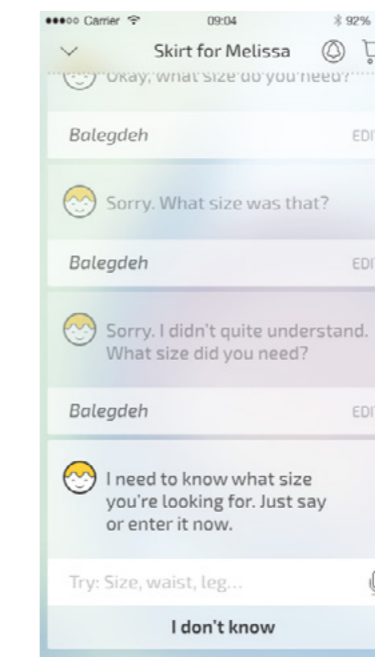 Carrier 09:04 92%
Skirt for Melissa
Okay, what size do you need?
Balegdeh EDI
Sorry. What size was that?
Balegdeh EDI
Sorry. I didn't quite understand.
What size did you need?
Balegdeh EDI
I need to know what size
you're looking for. Just say
or enter it now.
Try: Size, waist, leg...
I don't know